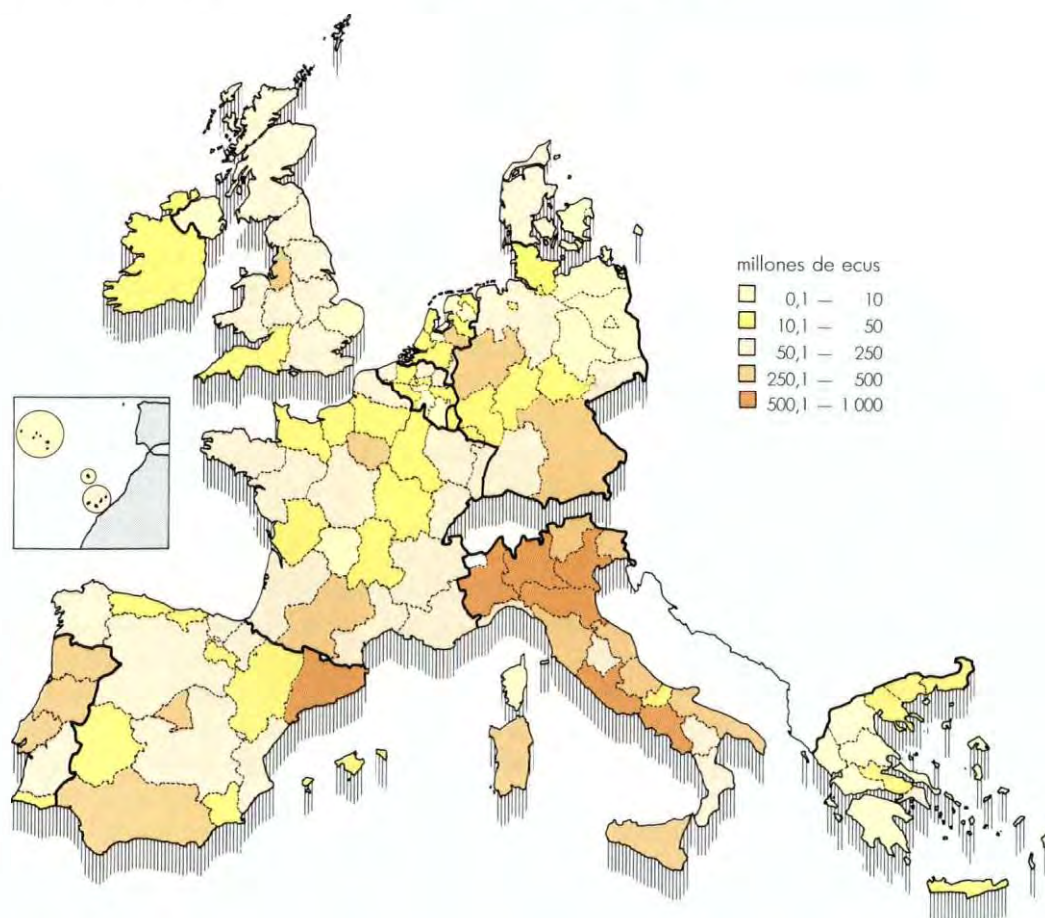 millones de ecus
0,1 — 10
10,1 — 50
50,1 — 250
250,1 — 500
500,1 — 1 000